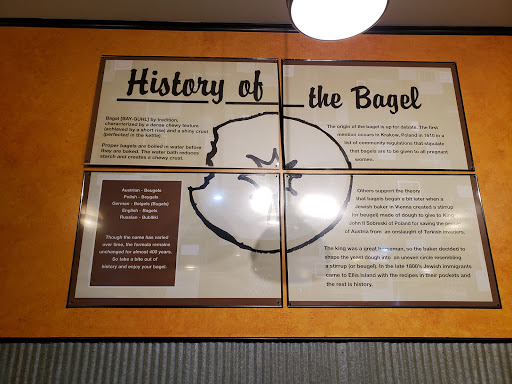 History of the Bagel
Bagel [BAY-GUHL] by tradition,
characterized by a dense chewy texture
(achieved by a short rise) and a shiny crust
(perfected in the kettle).
Proper bagels are boiled in water before
they are baked. The water bath reduces
starch and creates a chewy crust.
The origin of the bagel is up for debate. The first
mention occurs in Krakow, Poland in 1610 in a
list of community regulations that stipulate
that bagels are to be given to all pregnant
women.
Austrian - Beugels
Polish - Beygels
German - Beigels (Bagels)
English - Bagels
Russian - Bubliki
Though the name has varied
over time, the formula remains
unchanged for almost 400 years.
So take a bite out of
history and enjoy your bagel.
Others support the theory
that bagels began a bit later when a
Jewish baker in Vienna created a stirrup
(or beugel) made of dough to give to King
John II Sobieski of Poland for saving the people
of Austria from an onslaught of Turkish invaders.
The king was a great horseman, so the baker decided to
shape the yeast dough into an uneven circle resembling
a stirrup (or beugel). In the late 1800's Jewish immigrants
came to Ellis Island with the recipes in their pockets and
the rest is history.